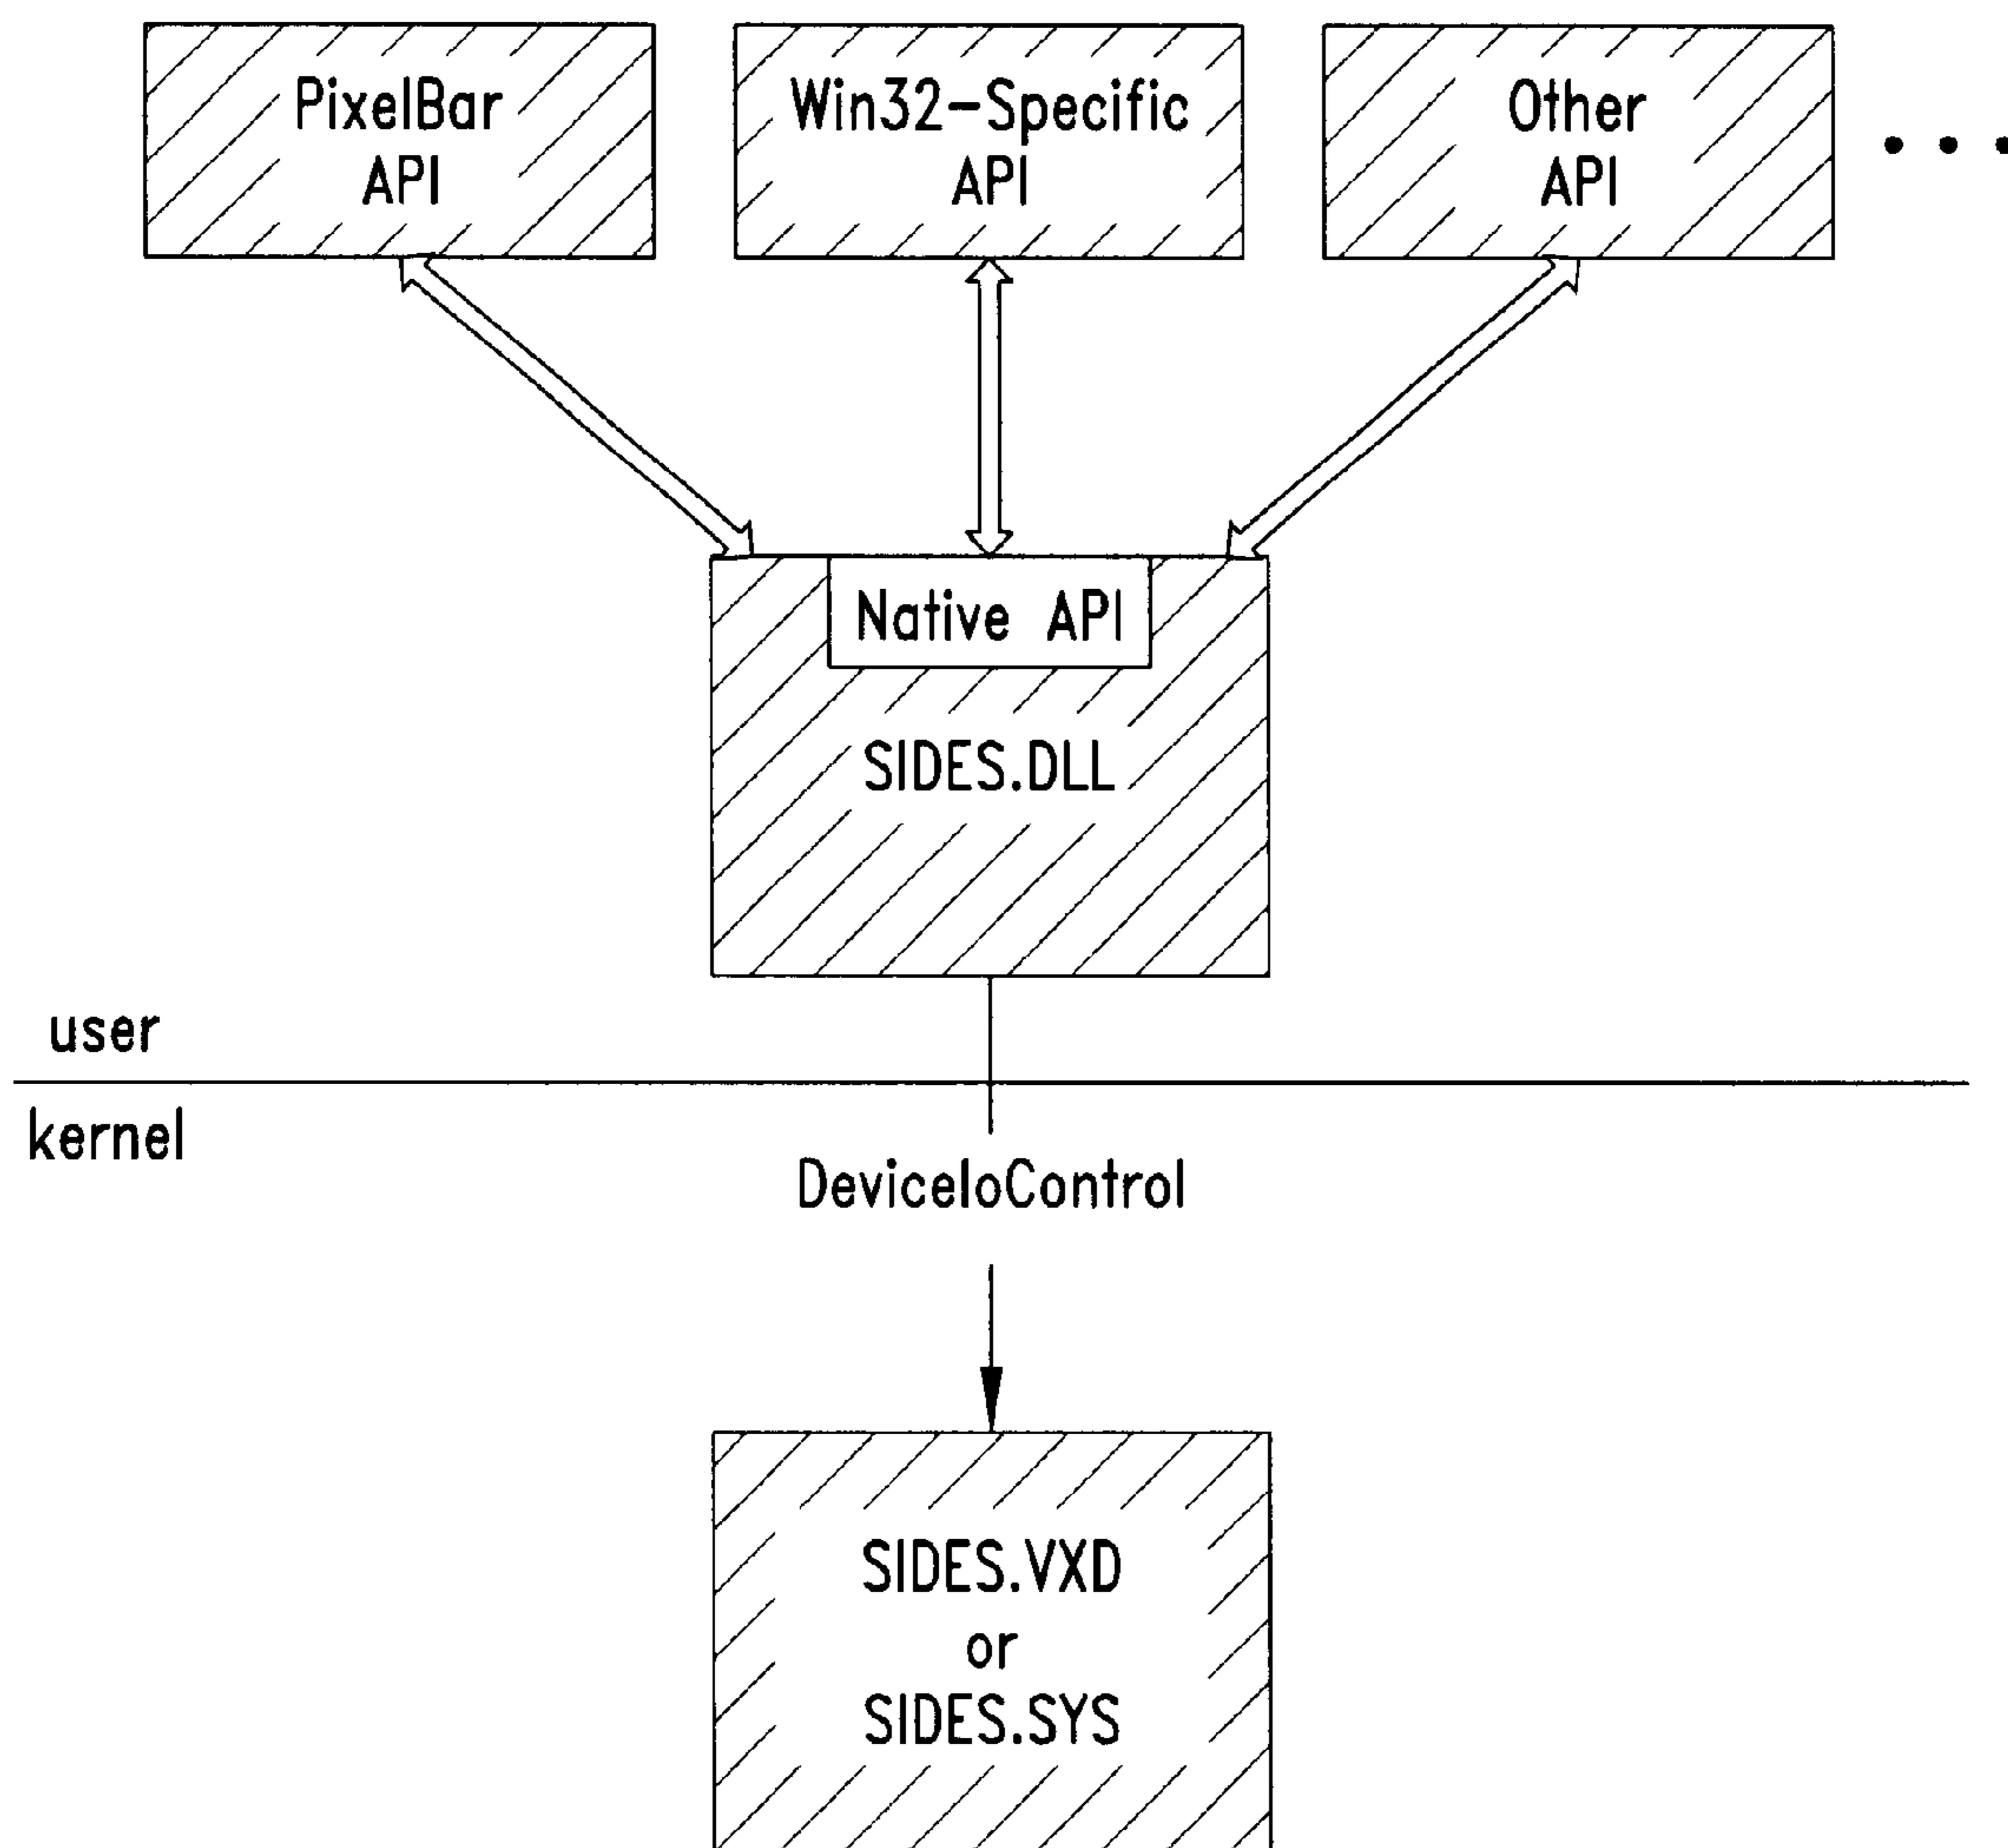 PixelBar
API
Win32-Specific
API
Other
API
• • •
Native API
SIDES.DLL
user
kernel
DeviceIoControl
SIDES.VXD
or
SIDES.SYS